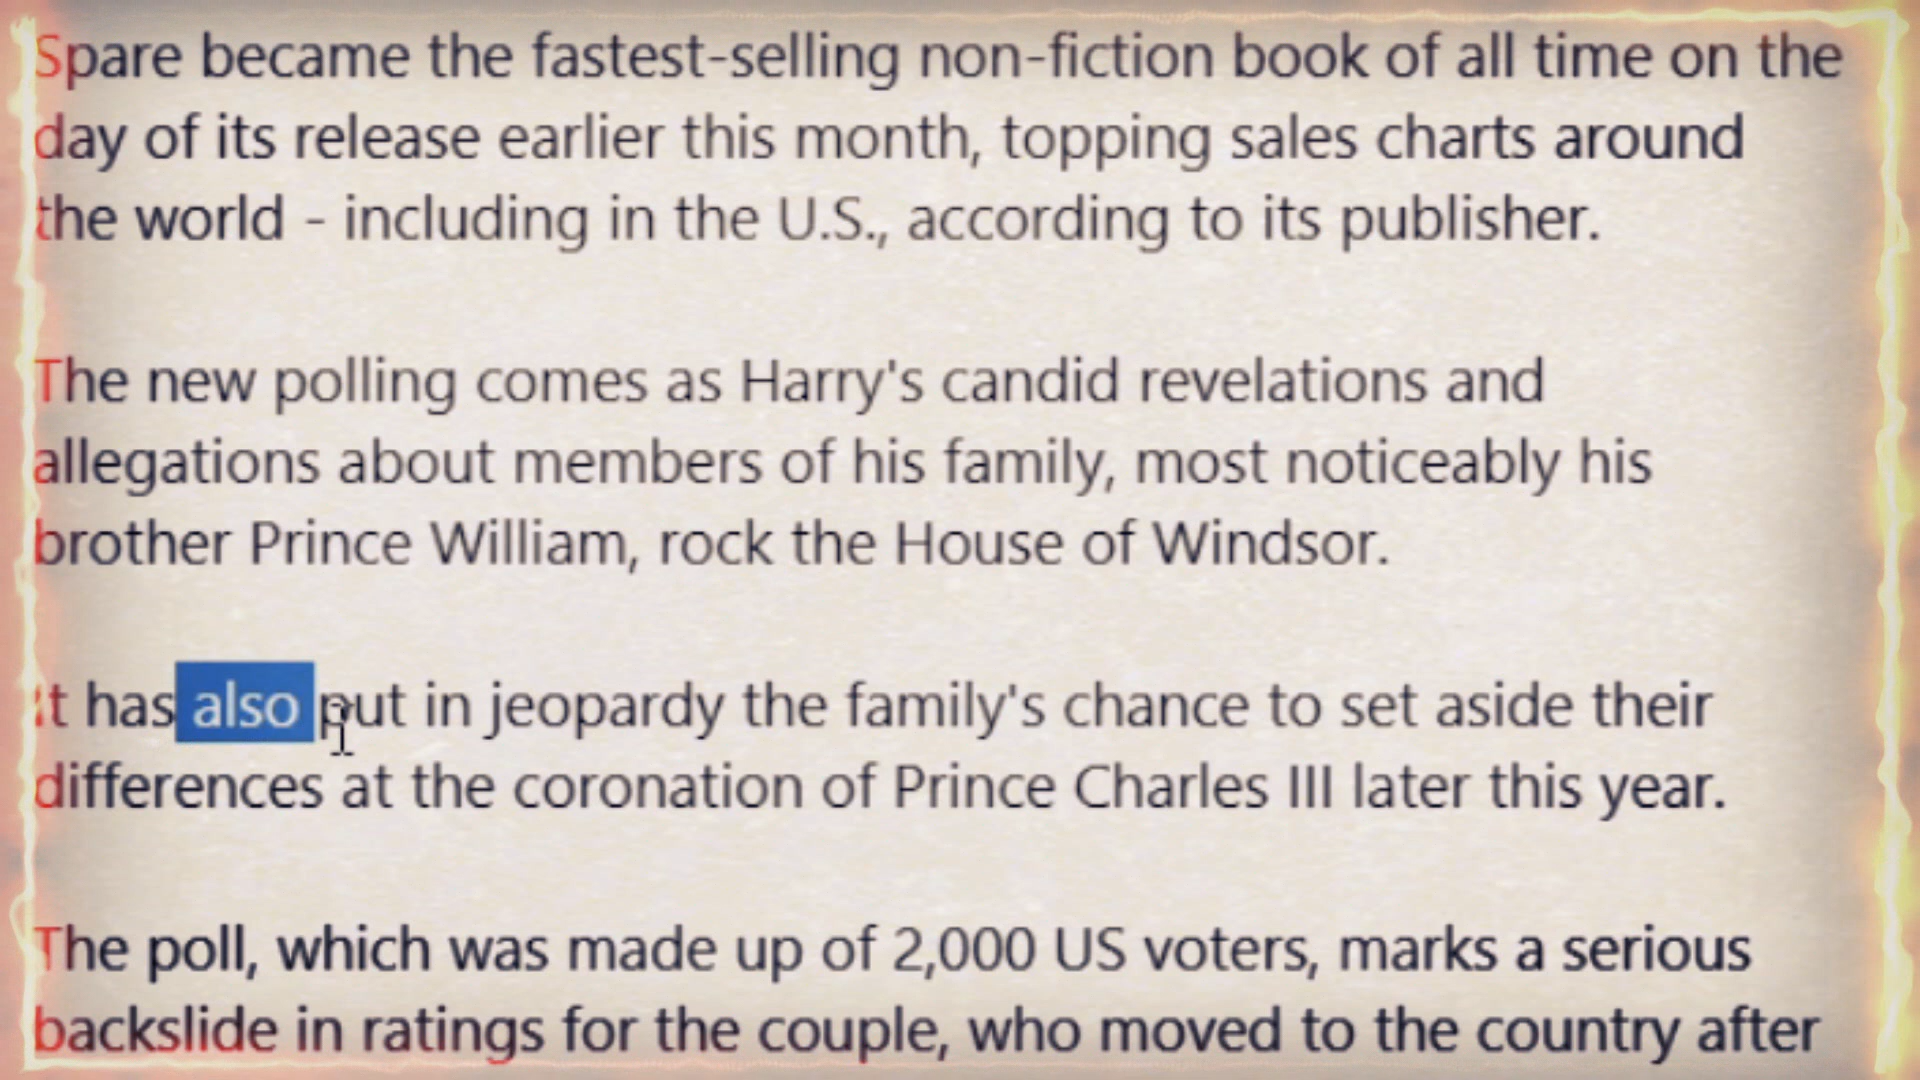 Spare became the fastest-selling non-fiction book of all time on the
day of its release earlier this month, topping sales charts around
the world - including in the U.S., according to its publisher.
The new polling comes as Harry's candid revelations and
allegations about members of his family, most noticeably his
brother Prince William, rock the House of Windsor.
It has also put in jeopardy the family's chance to set aside their
differences at the coronation of Prince Charles III later this year.
The poll, which was made up of 2,000 US voters, marks a serious
backslide in ratings for the couple, who moved to the country after